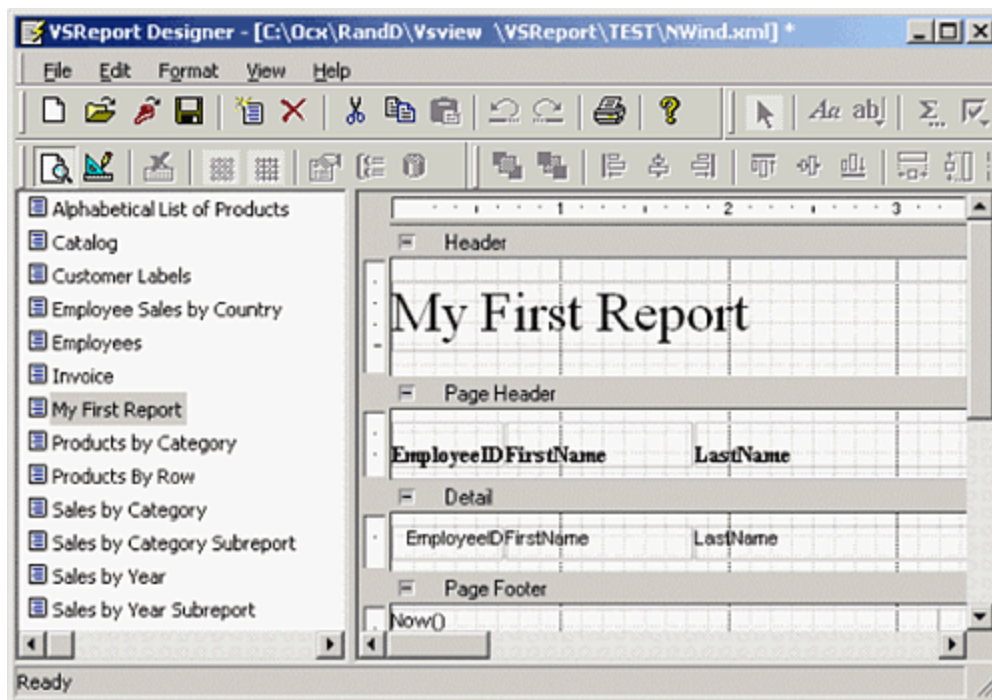 VSReport Designer - [C:\Ocx\RandD\Vsview \VSReport\TEST\NWind.xml] *
File Edit Format View Help
Aa ab| Σ...
Alphabetical List of Products
Catalog
Customer Labels
Employee Sales by Country
Employees
Invoice
My First Report
Products by Category
Products By Row
Sales by Category
Sales by Category Subreport
Sales by Year
Sales by Year Subreport
1 2 3
Header
My First Report
Page Header
EmployeeID FirstName LastName
Detail
EmployeeID FirstName LastName
Page Footer
Now()
Ready